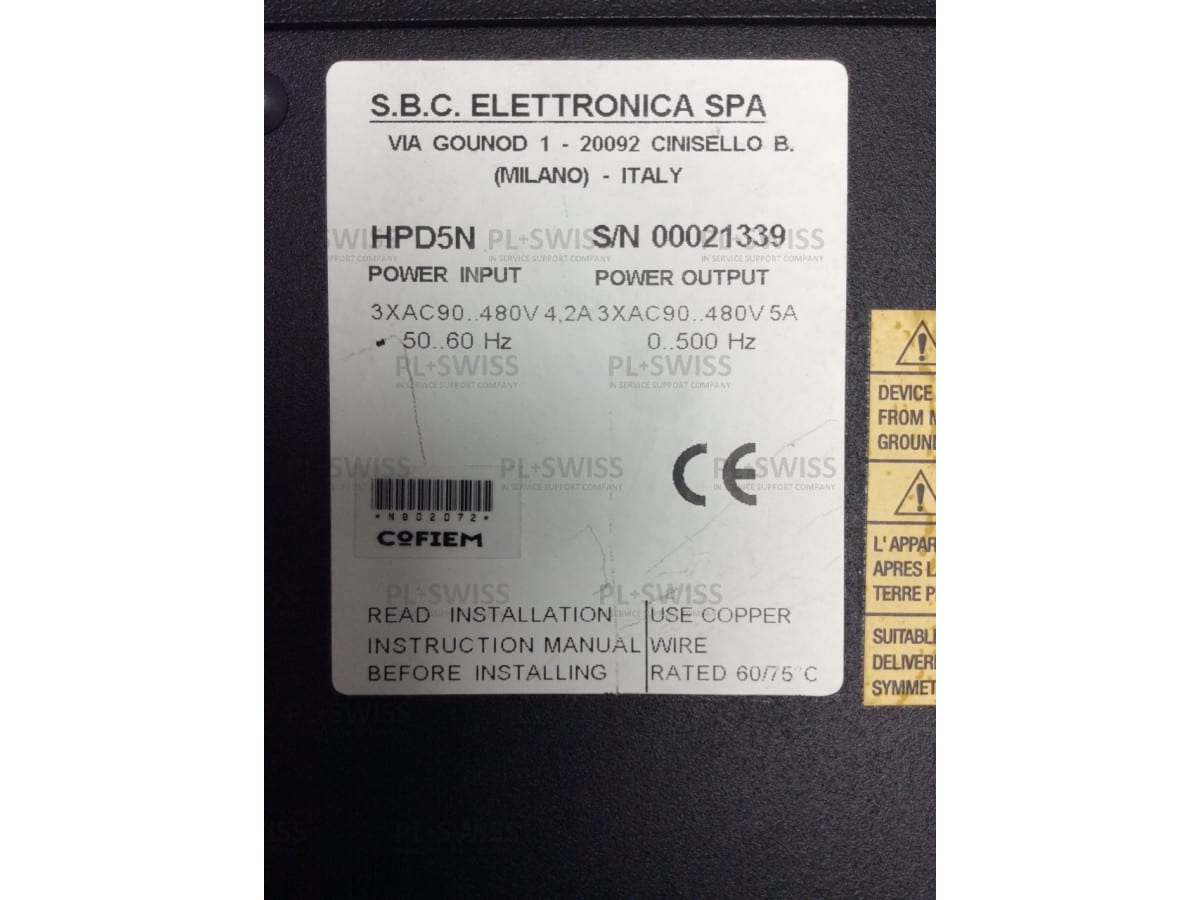 S.B.C. ELETTRONICA SPA
VIA GOUNOD 1 - 20092 CINISELLO B.
(MILANO) - ITALY
HPD5N S/N 00021339
POWER INPUT POWER OUTPUT
3XAC90..480V 4,2A 3XAC90..480V 5A
50..60 Hz 0..500 Hz
PL+SWISS
IN SERVICE SUPPORT COMPANY
CE
*NB02072*
COFIEM
READ INSTALLATION USE COPPER
INSTRUCTION MANUAL WIRE
BEFORE INSTALLING RATED 60/75°C
DEVICE
FROM
GROUN
L'APPAR
APRES L
TERRE P
SUITABL
DELIVER
SYMMET